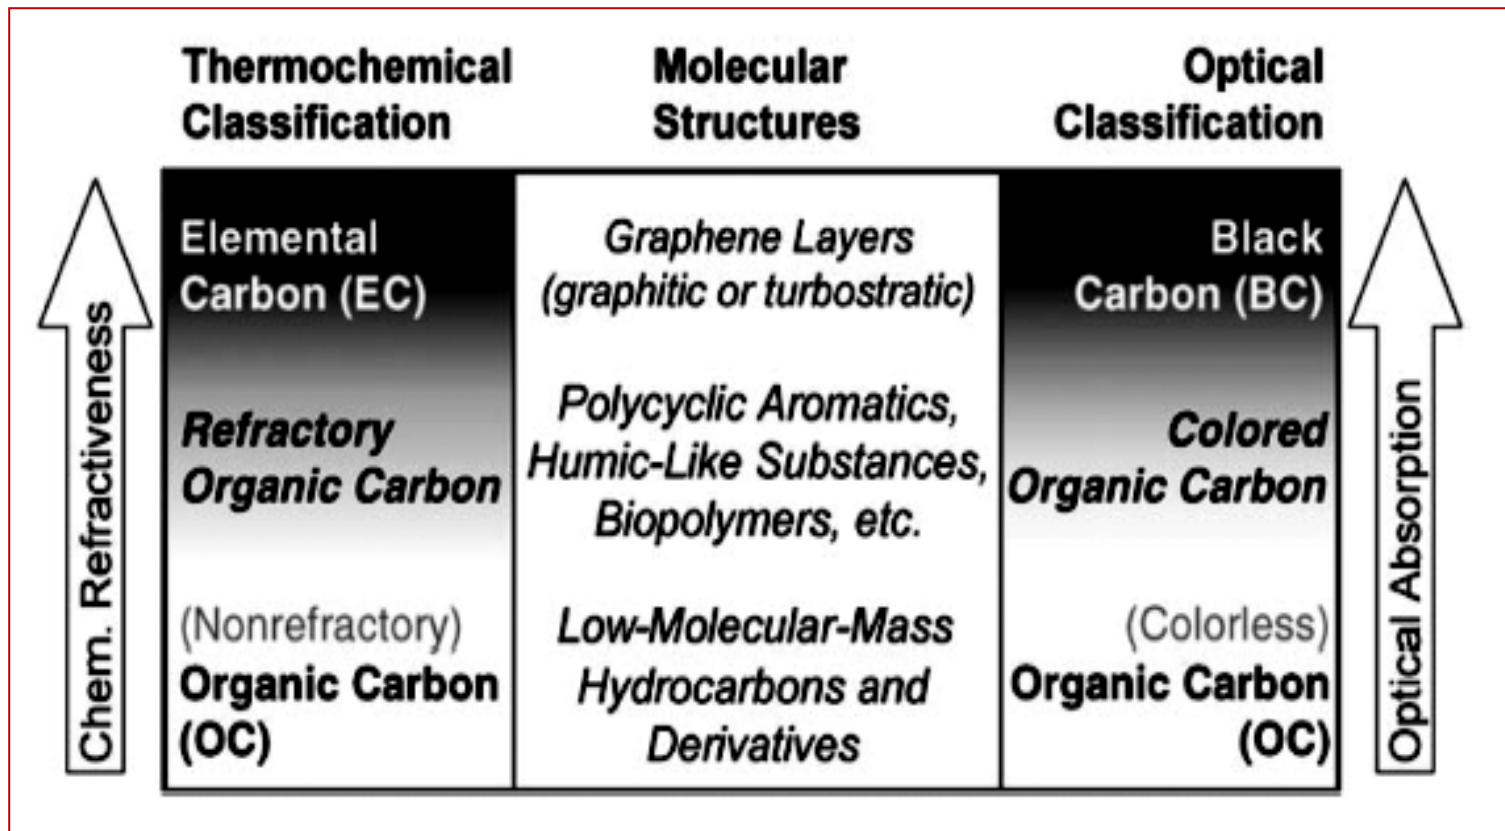 Thermochemical
Classification
Molecular
Structures
Optical
Classification
Chem. Refractiveness
Elemental
Carbon (EC)
Graphene Layers
(graphitic or turbostratic)
Black
Carbon (BC)
Refractory
Organic Carbon
Polycyclic Aromatics,
Humic-Like Substances,
Biopolymers, etc.
Colored
Organic Carbon
(Nonrefractory)
Organic Carbon
(OC)
Low-Molecular-Mass
Hydrocarbons and
Derivatives
(Colorless)
Organic Carbon
(OC)
Optical Absorption